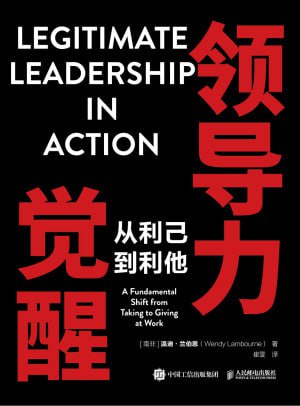 LEGITIMATE
LEADERSHIP
IN
ACTION
领导力
觉醒
从利己
到利他
A Fundamental
Shift from
Taking to Giving
at Work
[ 南非 ] 温迪·兰伯恩（Wendy Lambourne）著
崔雯 译
中国工信出版集团 人民邮电出版社